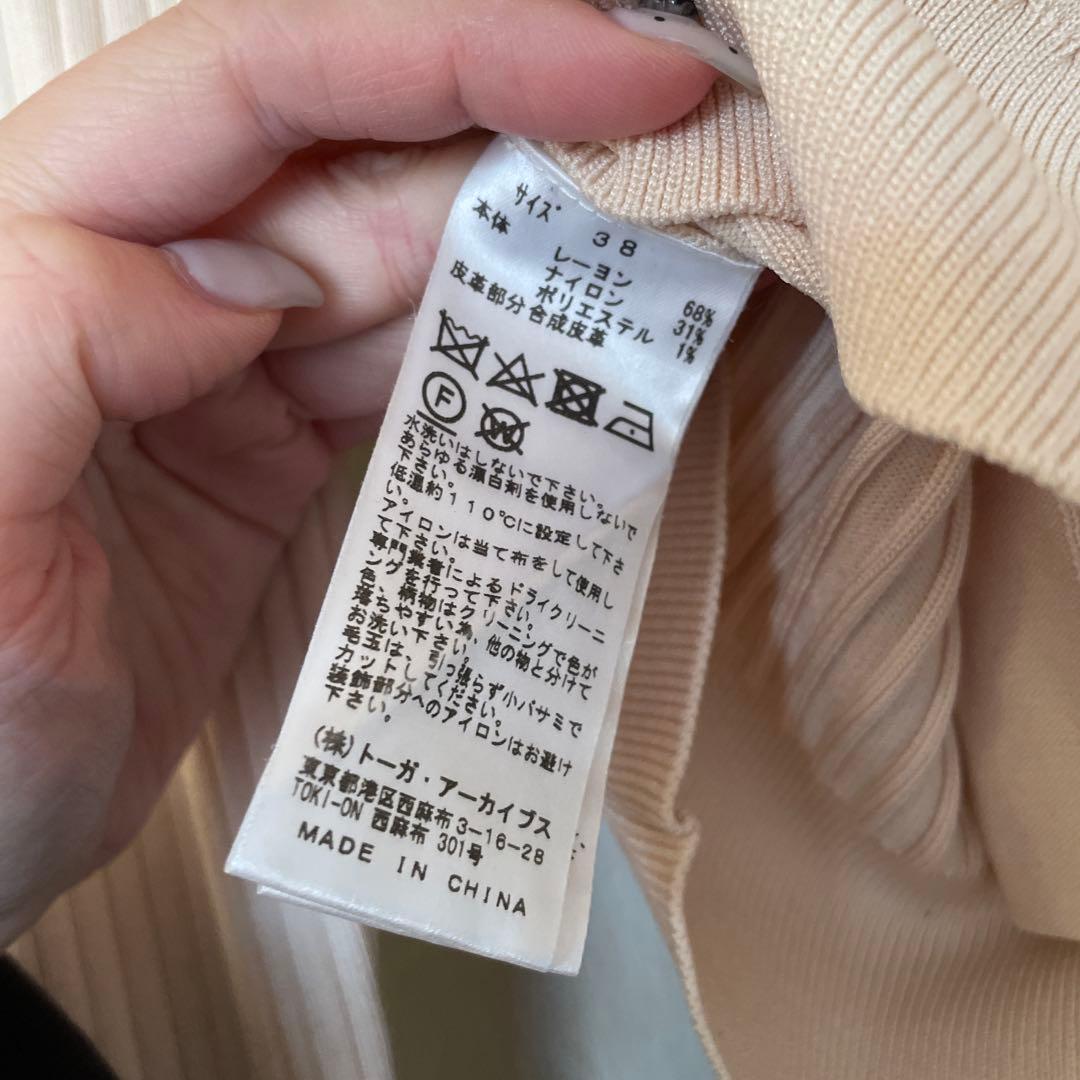 サイズ 38
本体 レーヨン 68%
ナイロン 31%
ポリエステル 1%
皮革部分 合成皮革
F W
水洗いはしないで下さい。
あらゆる漂白剤を使用しないで
下さい。
低温約110℃に設定して下さ
い。
アイロンは当て布をして使用し
て下さい。
専門業者によるドライクリーニ
ングを行って下さい。
色、柄物はクリーニングで色が
落ちやすい為、他の物と分けて
お洗い下さい。
毛玉は、引っ張らず小バサミで
カットしてください。
装飾部分へのアイロンはお避け
下さい。
(株)トーガ・アーカイブス
東京都港区西麻布3-16-28
TOKI-ON 西麻布 301号
MADE IN CHINA